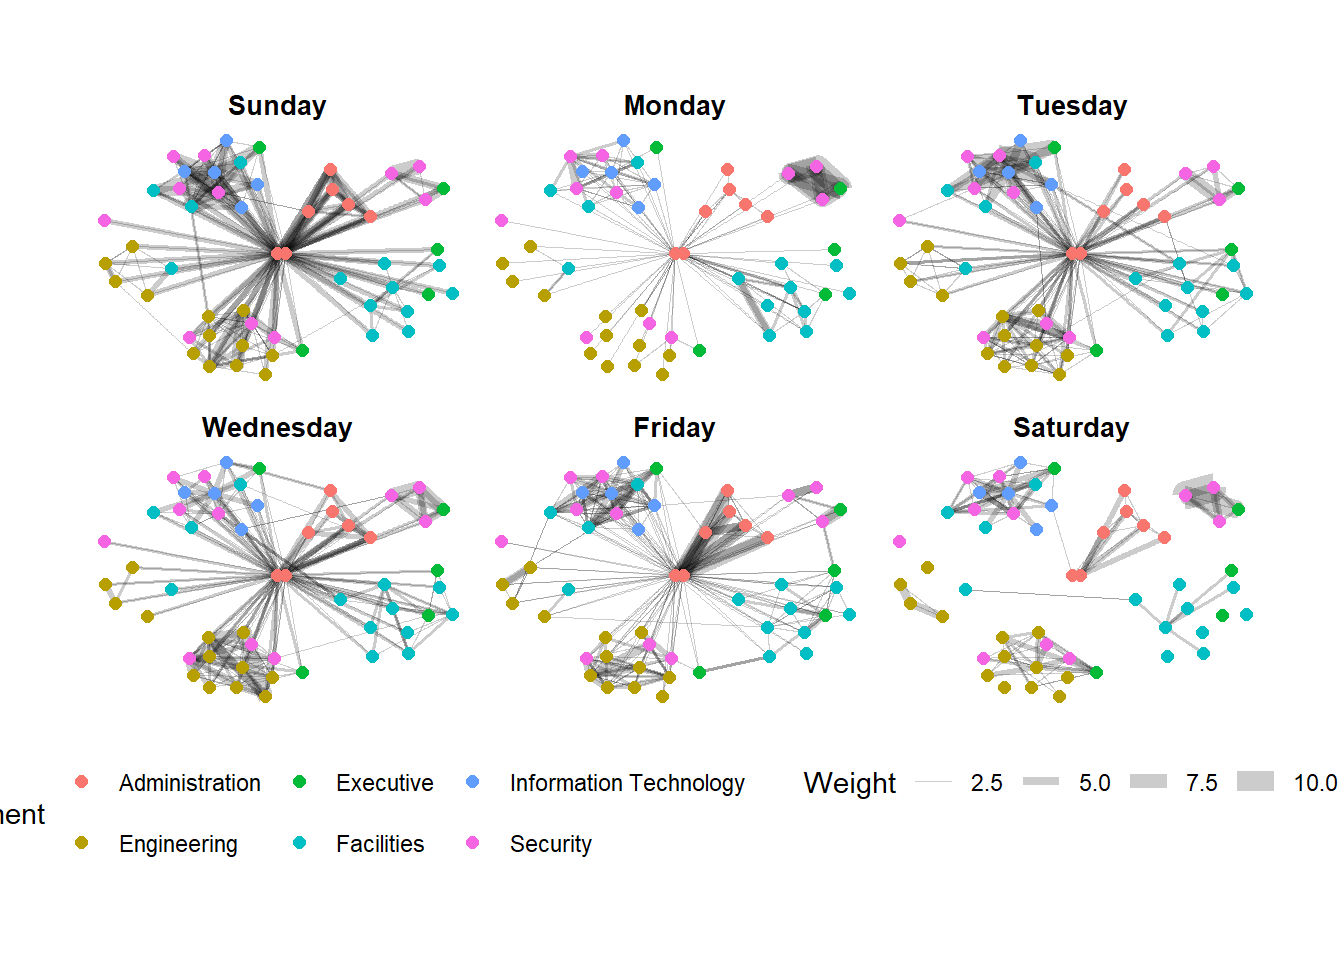 Sunday Monday Tuesday
Wednesday Friday Saturday
Administration Executive Information Technology Weight 2.5 5.0 7.5 10.0
Engineering Facilities Security